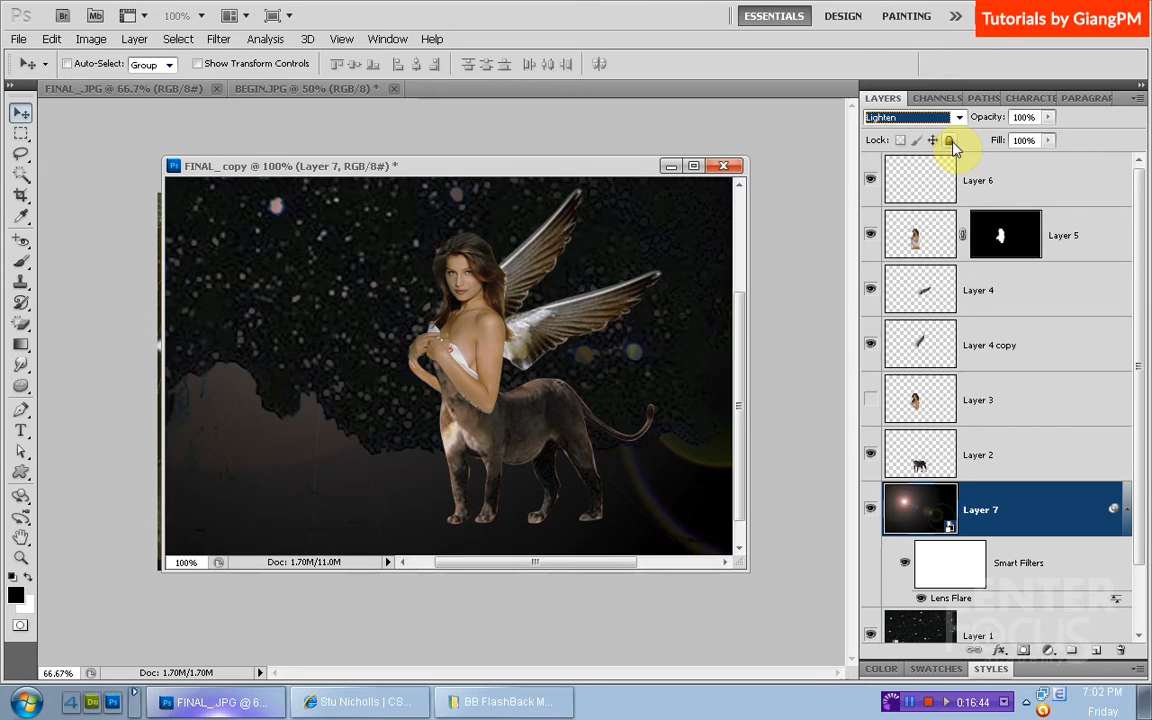 Ps Br Mb 100% ESSENTIALS DESIGN PAINTING Tutorials by GiangPM
File Edit Image Layer Select Filter Analysis 3D View Window Help
Auto-Select: Group Show Transform Controls
FINAL_.JPG @ 66.7% (RGB/8#) BEGIN.JPG @ 50% (RGB/8) *
LAYERS CHANNELS PATHS CHARACTE PARAGRAP
Lighten Opacity: 100%
Lock: Fill: 100%
FINAL_ copy @ 100% (Layer 7, RGB/8#) *
Layer 6
Layer 5
Layer 4
Layer 4 copy
Layer 3
Layer 2
Layer 7
Smart Filters
Lens Flare
Layer 1
100% Doc: 1.70M/11.0M
66.67% Doc: 1.70M/1.70M
COLOR SWATCHES STYLES
FINAL_.JPG @ 6... Stu Nicholls | CS... BB FlashBack M... 0:16:44 7:02 PM
Friday